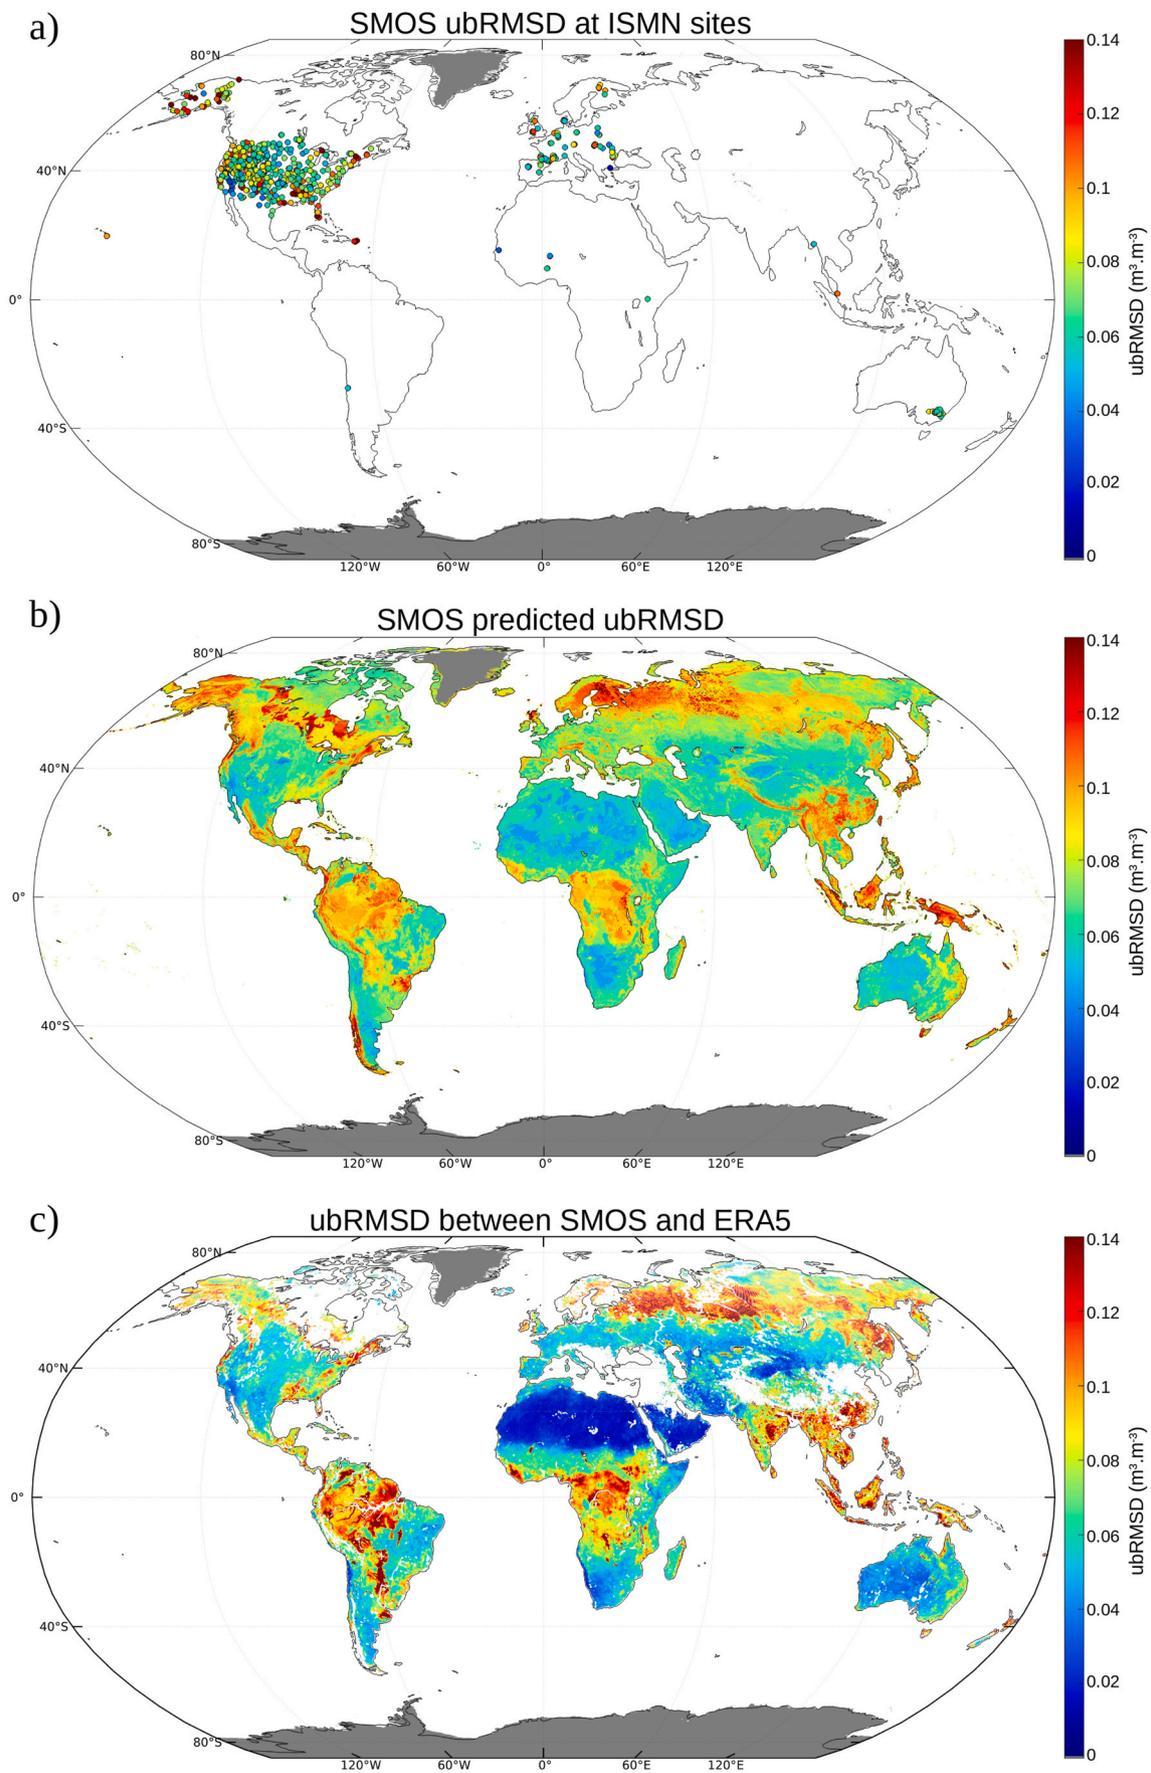 a)
SMOS ubRMSD at ISMN sites
80°N
40°N
0°
40°S
80°S
120°W 60°W 0° 60°E 120°E
0.14
0.12
0.1
0.08
0.06
0.04
0.02
0
ubRMSD (m³.m-³)
b)
SMOS predicted ubRMSD
80°N
40°N
0°
40°S
80°S
120°W 60°W 0° 60°E 120°E
0.14
0.12
0.1
0.08
0.06
0.04
0.02
0
ubRMSD (m³.m-³)
c)
ubRMSD between SMOS and ERA5
80°N
40°N
0°
40°S
80°S
120°W 60°W 0° 60°E 120°E
0.14
0.12
0.1
0.08
0.06
0.04
0.02
0
ubRMSD (m³.m-³)